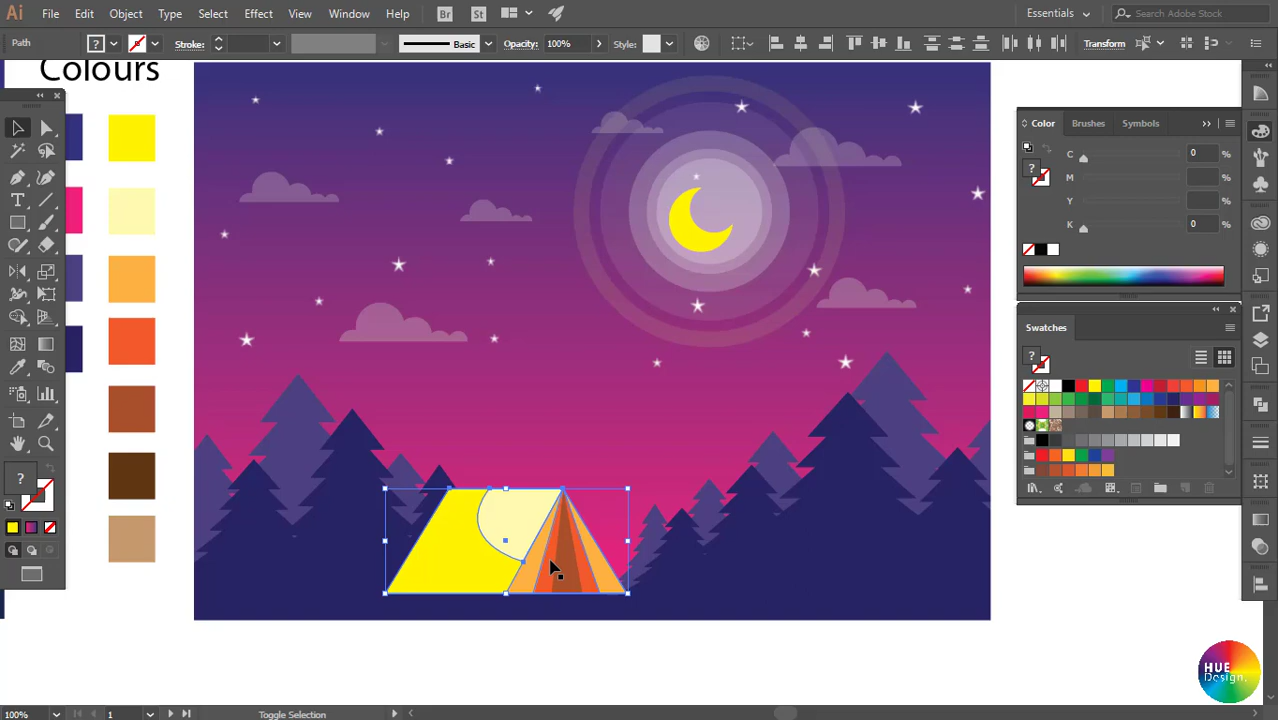 Ai File Edit Object Type Select Effect View Window Help Br St Essentials Search Adobe Stock
Path ? Stroke: Basic Opacity: 100% Style: Transform
Colours
Color Brushes Symbols
C 0 %
M %
Y %
K 0 %
Swatches
?
HUE
Design.
100% 1 Toggle Selection